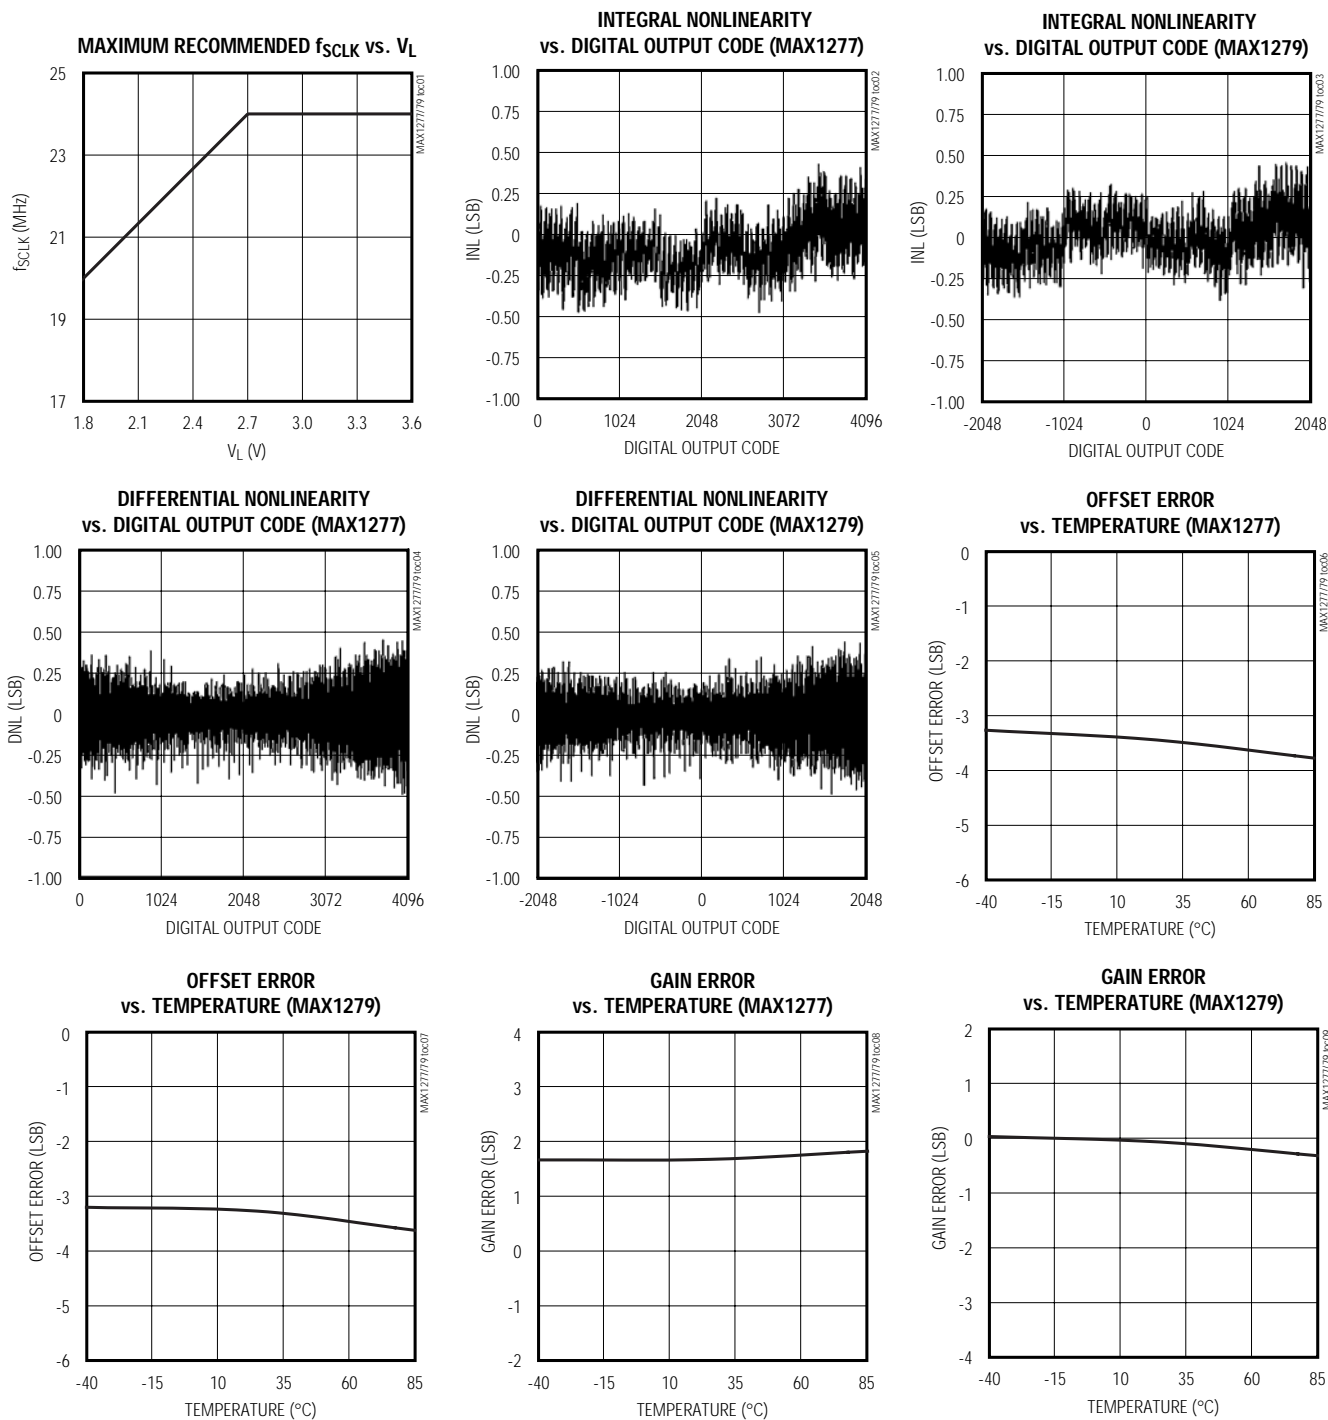 MAXIMUM RECOMMENDED fSCLK vs. VL
25
23
21
19
17
fSCLK (MHz)
1.8 2.1 2.4 2.7 3.0 3.3 3.6
VL (V)
MAX1277/79 toc01
INTEGRAL NONLINEARITY
vs. DIGITAL OUTPUT CODE (MAX1277)
1.00
0.75
0.50
0.25
0
-0.25
-0.50
-0.75
-1.00
INL (LSB)
0 1024 2048 3072 4096
DIGITAL OUTPUT CODE
MAX1277/79 toc02
INTEGRAL NONLINEARITY
vs. DIGITAL OUTPUT CODE (MAX1279)
1.00
0.75
0.50
0.25
0
-0.25
-0.50
-0.75
-1.00
INL (LSB)
-2048 -1024 0 1024 2048
DIGITAL OUTPUT CODE
MAX1277/79 toc03
DIFFERENTIAL NONLINEARITY
vs. DIGITAL OUTPUT CODE (MAX1277)
1.00
0.75
0.50
0.25
0
-0.25
-0.50
-0.75
-1.00
DNL (LSB)
0 1024 2048 3072 4096
DIGITAL OUTPUT CODE
MAX1277/79 toc04
DIFFERENTIAL NONLINEARITY
vs. DIGITAL OUTPUT CODE (MAX1279)
1.00
0.75
0.50
0.25
0
-0.25
-0.50
-0.75
-1.00
DNL (LSB)
-2048 -1024 0 1024 2048
DIGITAL OUTPUT CODE
MAX1277/79 toc05
OFFSET ERROR
vs. TEMPERATURE (MAX1277)
0
-1
-2
-3
-4
-5
-6
OFFSET ERROR (LSB)
-40 -15 10 35 60 85
TEMPERATURE (°C)
MAX1277/79 toc06
OFFSET ERROR
vs. TEMPERATURE (MAX1279)
0
-1
-2
-3
-4
-5
-6
OFFSET ERROR (LSB)
-40 -15 10 35 60 85
TEMPERATURE (°C)
MAX1277/79 toc07
GAIN ERROR
vs. TEMPERATURE (MAX1277)
4
3
2
1
0
-1
-2
GAIN ERROR (LSB)
-40 -15 10 35 60 85
TEMPERATURE (°C)
MAX1277/79 toc08
GAIN ERROR
vs. TEMPERATURE (MAX1279)
2
1
0
-1
-2
-3
-4
GAIN ERROR (LSB)
-40 -15 10 35 60 85
TEMPERATURE (°C)
MAX1277/79 toc09